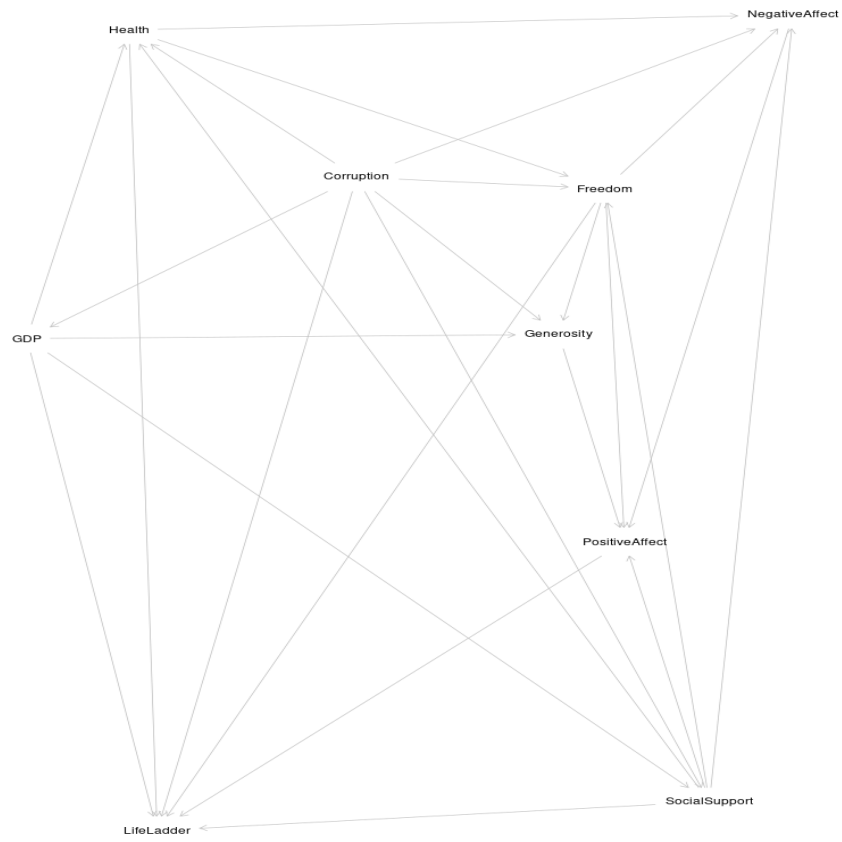 NegativeAffect
Health
Corruption
Freedom
Generosity
GDP
PositiveAffect
SocialSupport
LifeLadder